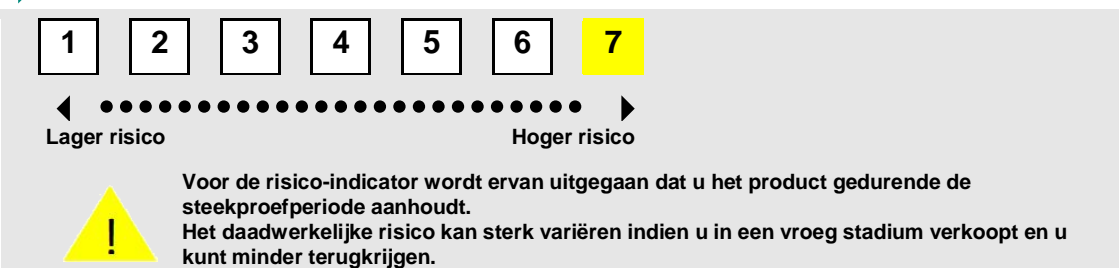 1 2 3 4 5 6 7
Lager risico Hoger risico
Voor de risico-indicator wordt ervan uitgegaan dat u het product gedurende de
steekproefperiode aanhoudt.
! Het daadwerkelijke risico kan sterk variëren indien u in een vroeg stadium verkoopt en u
kunt minder terugkrijgen.